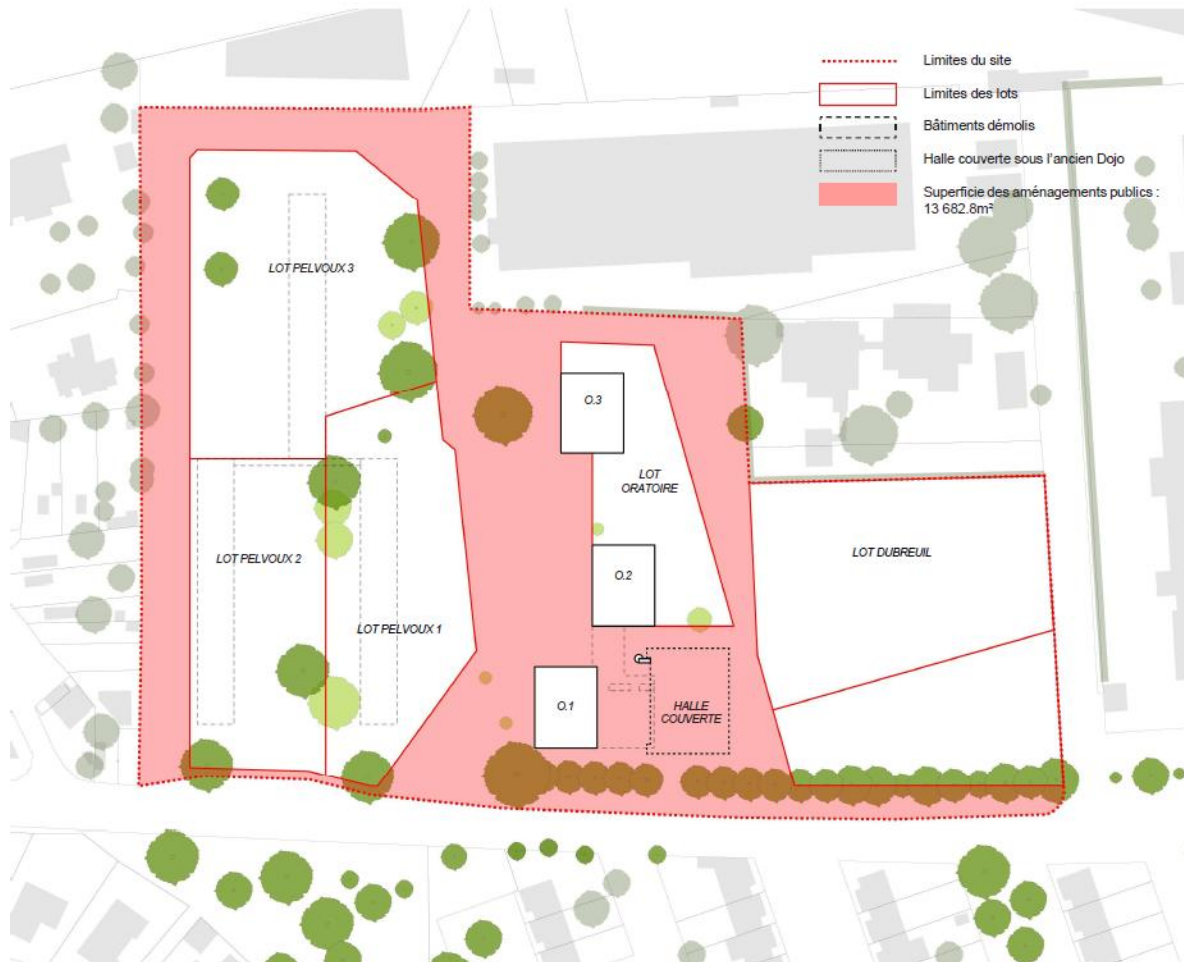 Limites du site
Limites des lots
Bâtiments démolis
Halle couverte sous l'ancien Dojo
Superficie des aménagements publics :
13 682.8m²
LOT PELVOUX 3
O.3
LOT
ORATOIRE
LOT PELVOUX 2
O.2
LOT DUBREUIL
LOT PELVOUX 1
O.1
HALLE
COUVERTE